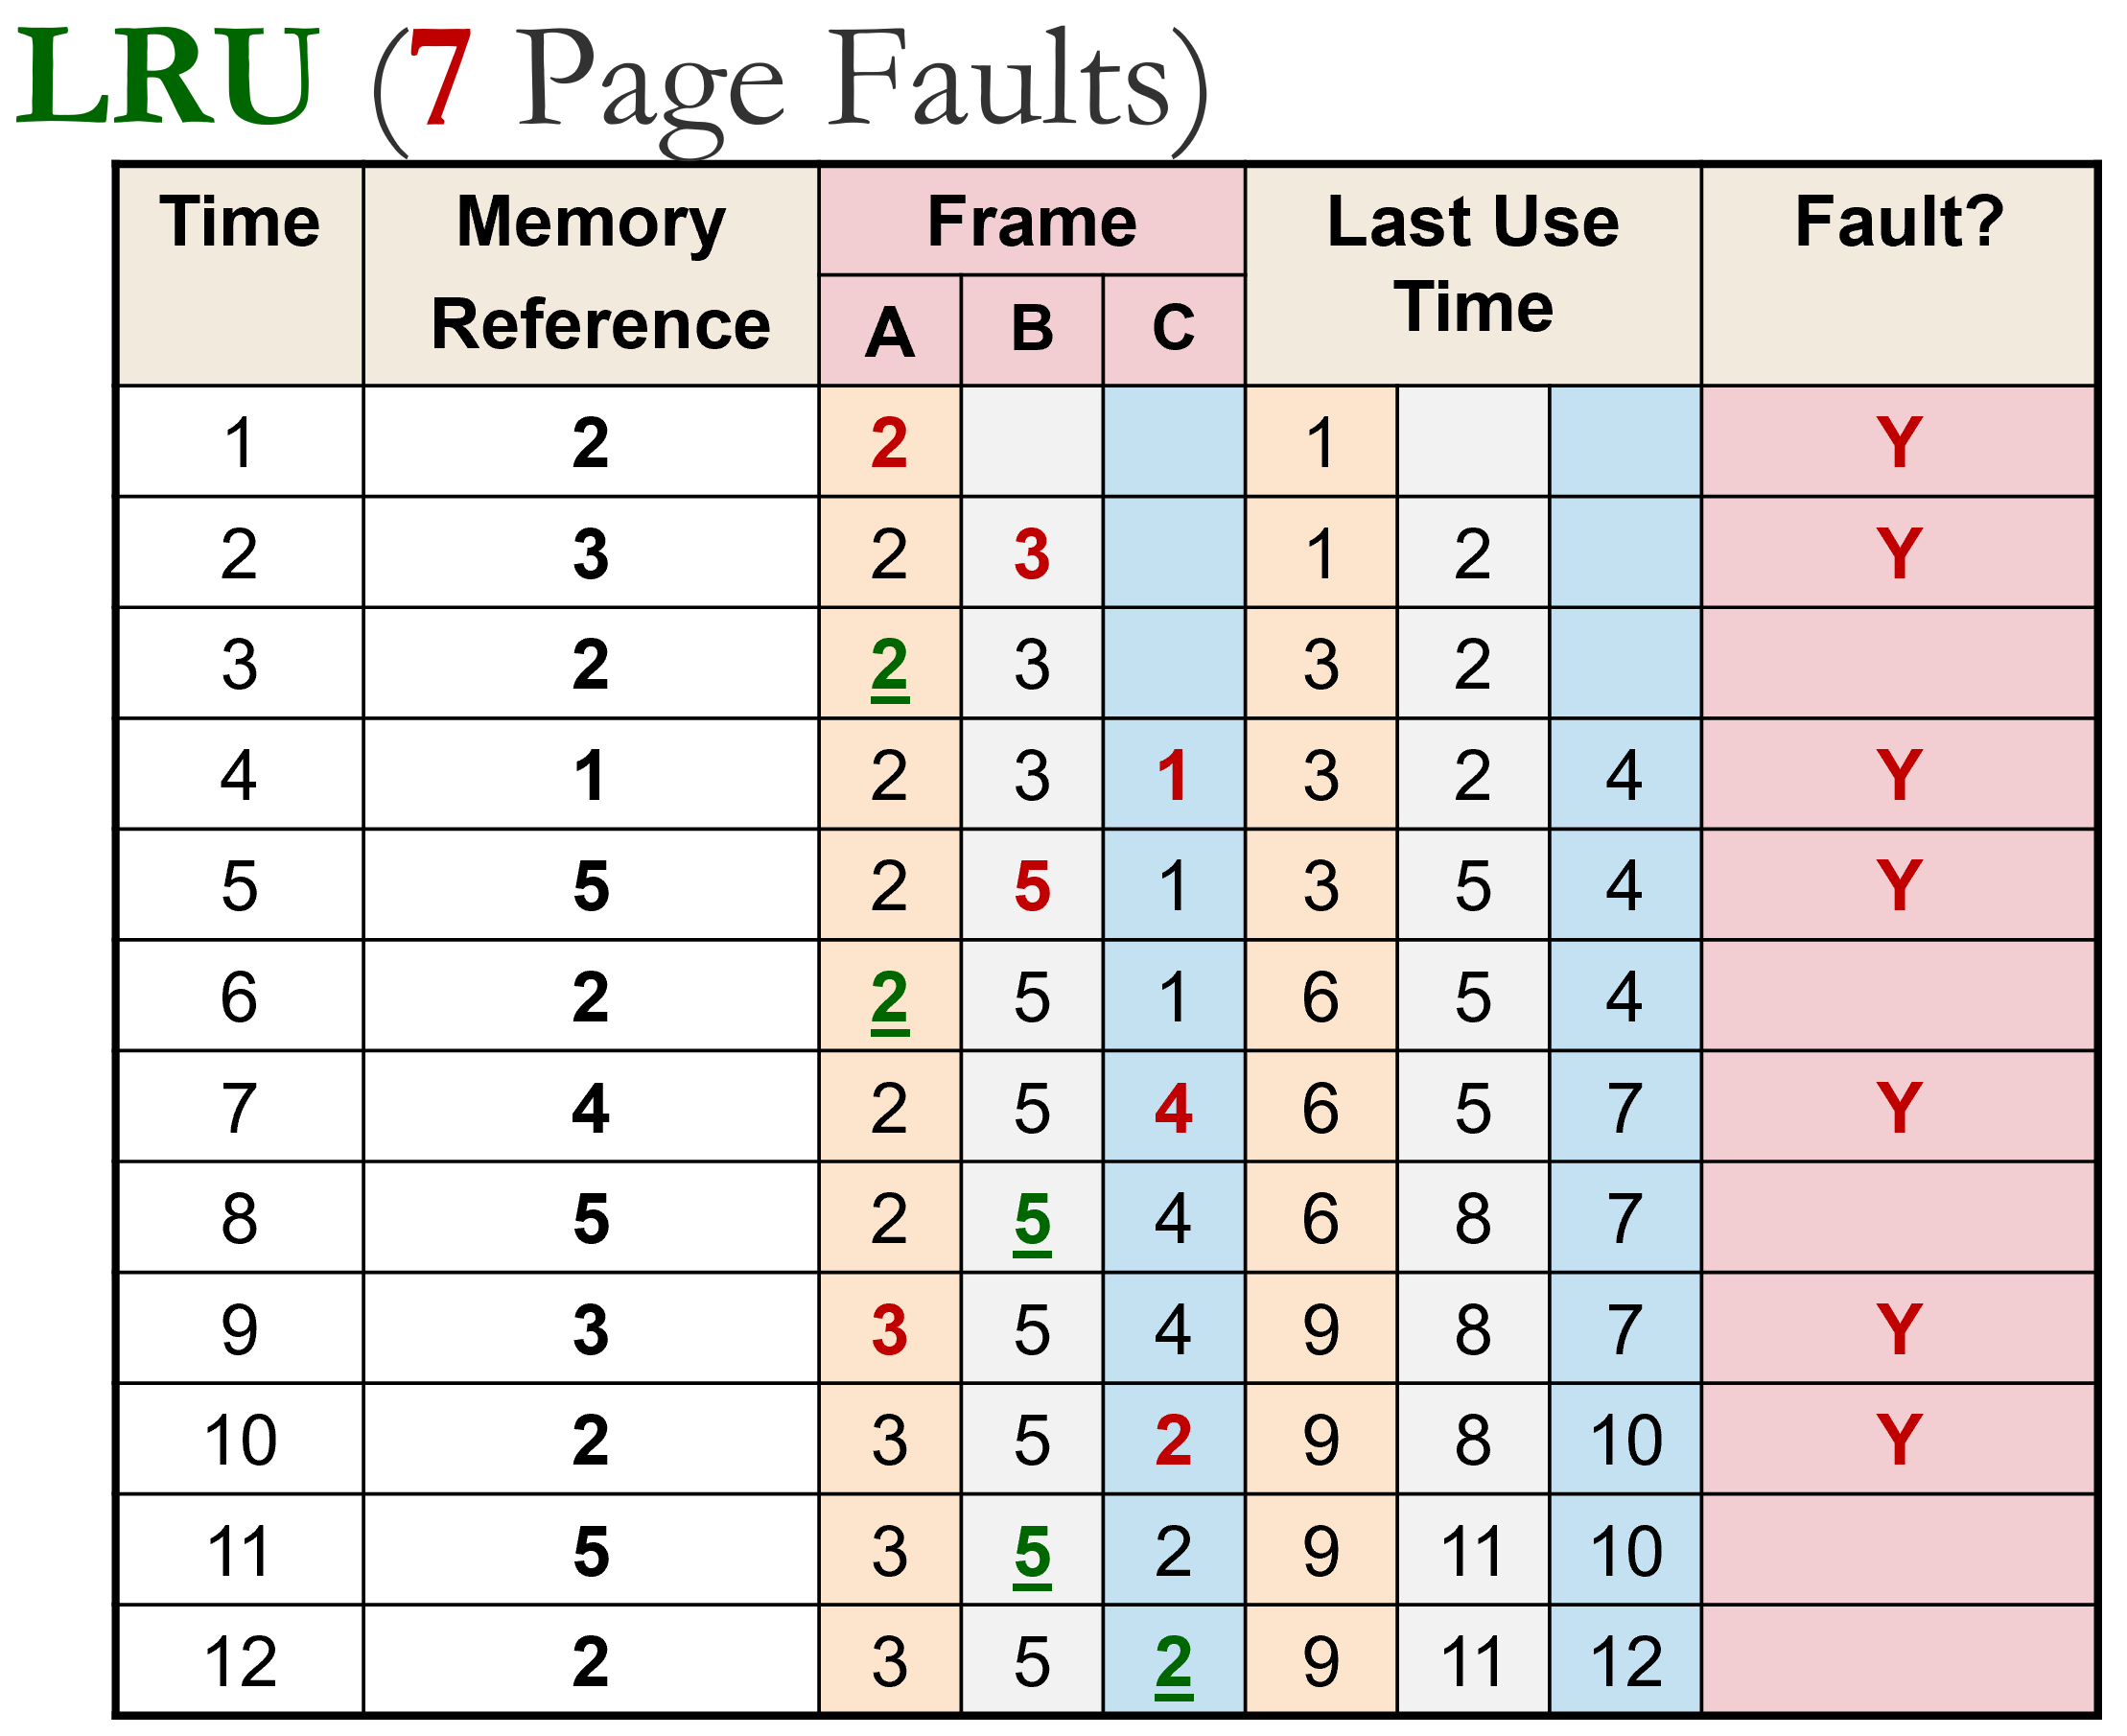 LRU (7 Page Faults)
Time Memory Reference Frame Last Use Time Fault?
A B C
1 2 2 1 Y
2 3 2 3 1 2 Y
3 2 2 3 3 2
4 1 2 3 1 3 2 4 Y
5 5 2 5 1 3 5 4 Y
6 2 2 5 1 6 5 4
7 4 2 5 4 6 5 7 Y
8 5 2 5 4 6 8 7
9 3 3 5 4 9 8 7 Y
10 2 3 5 2 9 8 10 Y
11 5 3 5 2 9 11 10
12 2 3 5 2 9 11 12